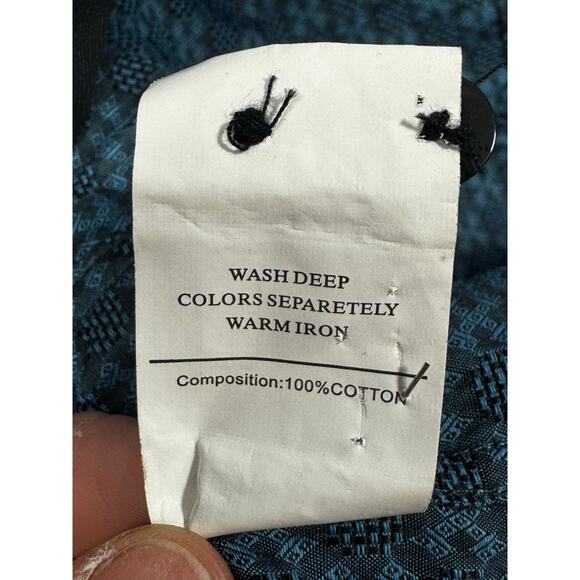 WASH DEEP
COLORS SEPARETELY
WARM IRON
Composition:100%COTTON